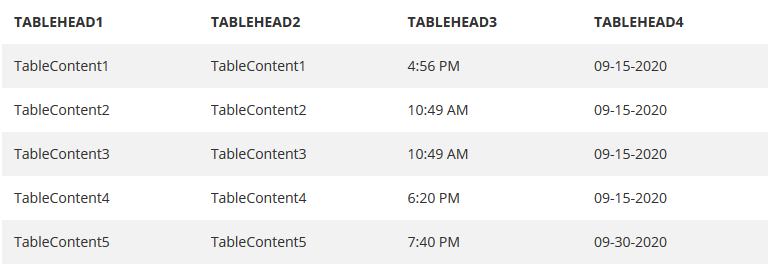 TABLEHEAD1 TABLEHEAD2 TABLEHEAD3 TABLEHEAD4
TableContent1 TableContent1 4:56 PM 09-15-2020
TableContent2 TableContent2 10:49 AM 09-15-2020
TableContent3 TableContent3 10:49 AM 09-15-2020
TableContent4 TableContent4 6:20 PM 09-15-2020
TableContent5 TableContent5 7:40 PM 09-30-2020